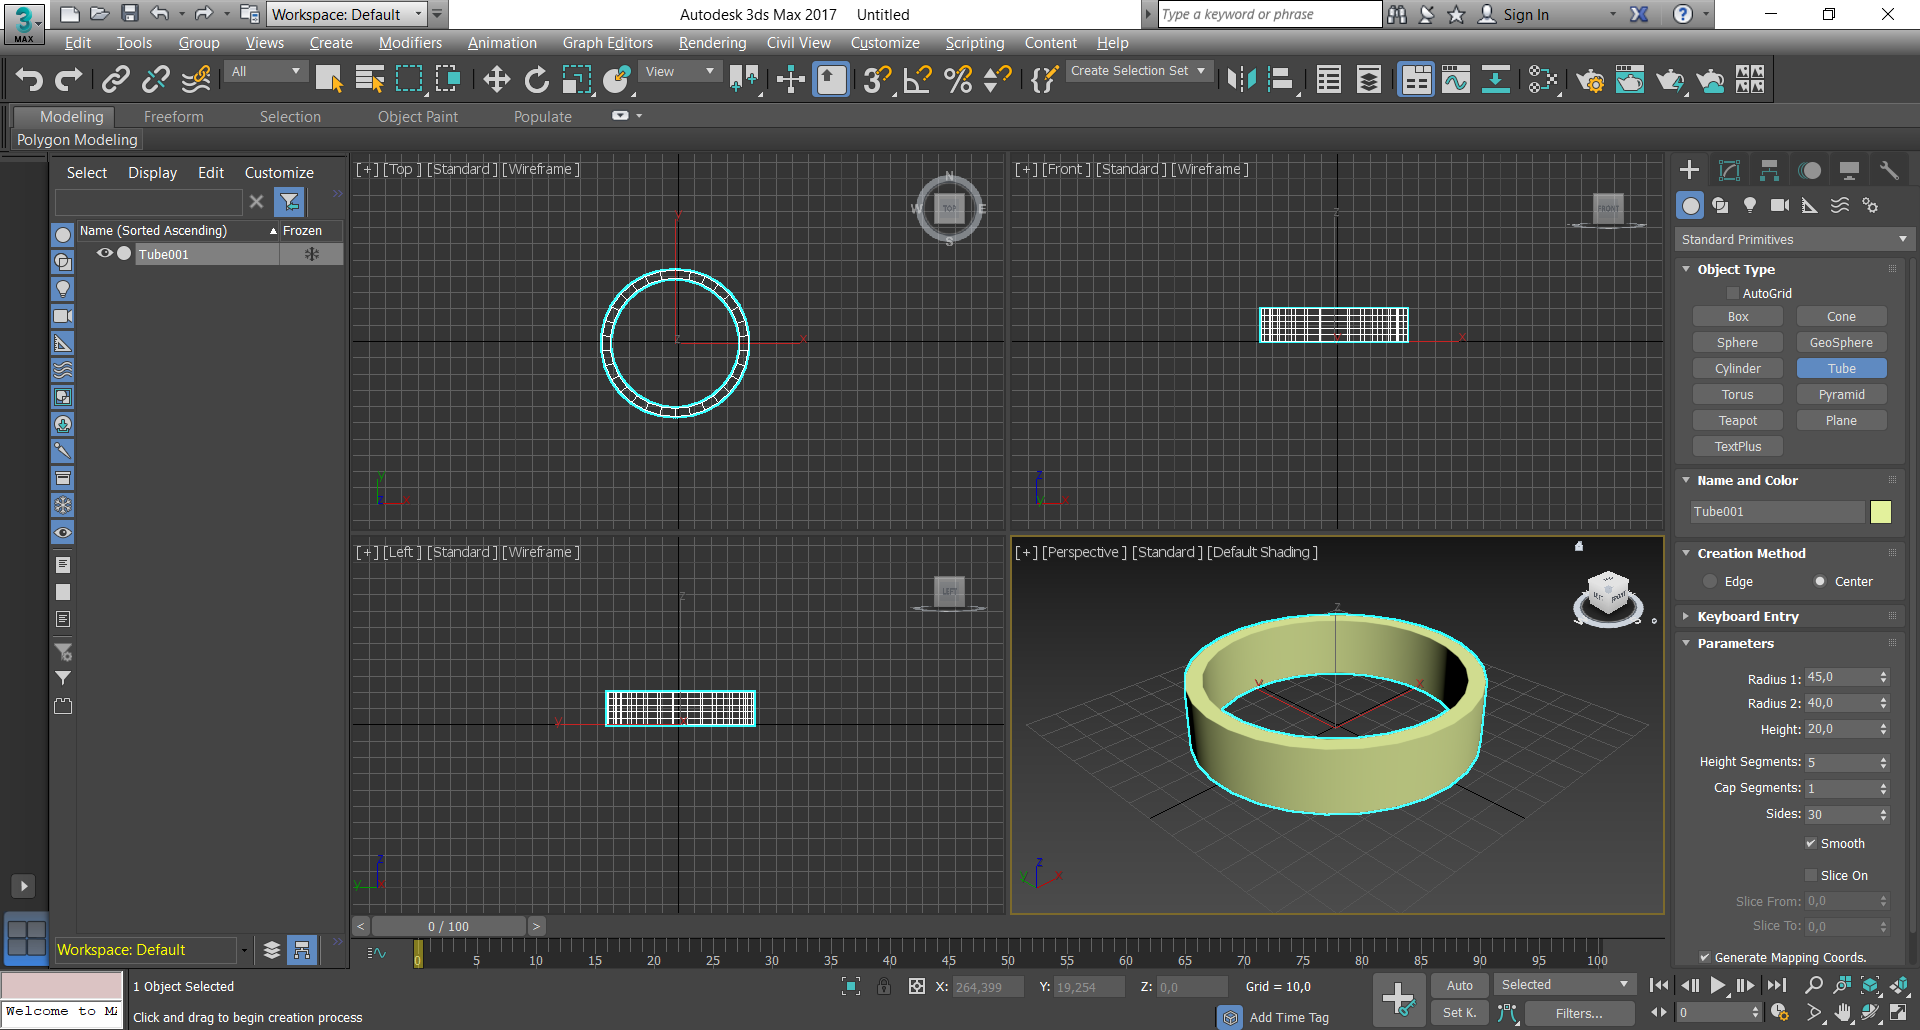 Workspace: Default
Autodesk 3ds Max 2017 Untitled
Type a keyword or phrase
Sign In
3
MAX
Edit Tools Group Views Create Modifiers Animation Graph Editors Rendering Civil View Customize Scripting Content Help
All
View
Create Selection Set
Modeling Freeform Selection Object Paint Populate
Polygon Modeling
Select Display Edit Customize
Name (Sorted Ascending) Frozen
Tube001
[+] [Top ] [Standard ] [Wireframe ]
N
W TOP E
S
y
z x
y
z x
[+] [Front ] [Standard ] [Wireframe ]
FRONT
z
x
z
y x
[+] [Left ] [Standard ] [Wireframe ]
LEFT
z
y
z
y x
[+] [Perspective ] [Standard ] [Default Shading ]
z
y x
z
y x
Standard Primitives
Object Type
AutoGrid
Box Cone
Sphere GeoSphere
Cylinder Tube
Torus Pyramid
Teapot Plane
TextPlus
Name and Color
Tube001
Creation Method
Edge Center
Keyboard Entry
Parameters
Radius 1: 45,0
Radius 2: 40,0
Height: 20,0
Height Segments: 5
Cap Segments: 1
Sides: 30
Smooth
Slice On
Slice From: 0,0
Slice To: 0,0
Generate Mapping Coords.
< 0 / 100 >
Workspace: Default
0 5 10 15 20 25 30 35 40 45 50 55 60 65 70 75 80 85 90 95 100
1 Object Selected
X: 264,399 Y: 19,254 Z: 0,0 Grid = 10,0
Auto Selected
Welcome to MA
Click and drag to begin creation process
Add Time Tag
Set K. Filters... 0